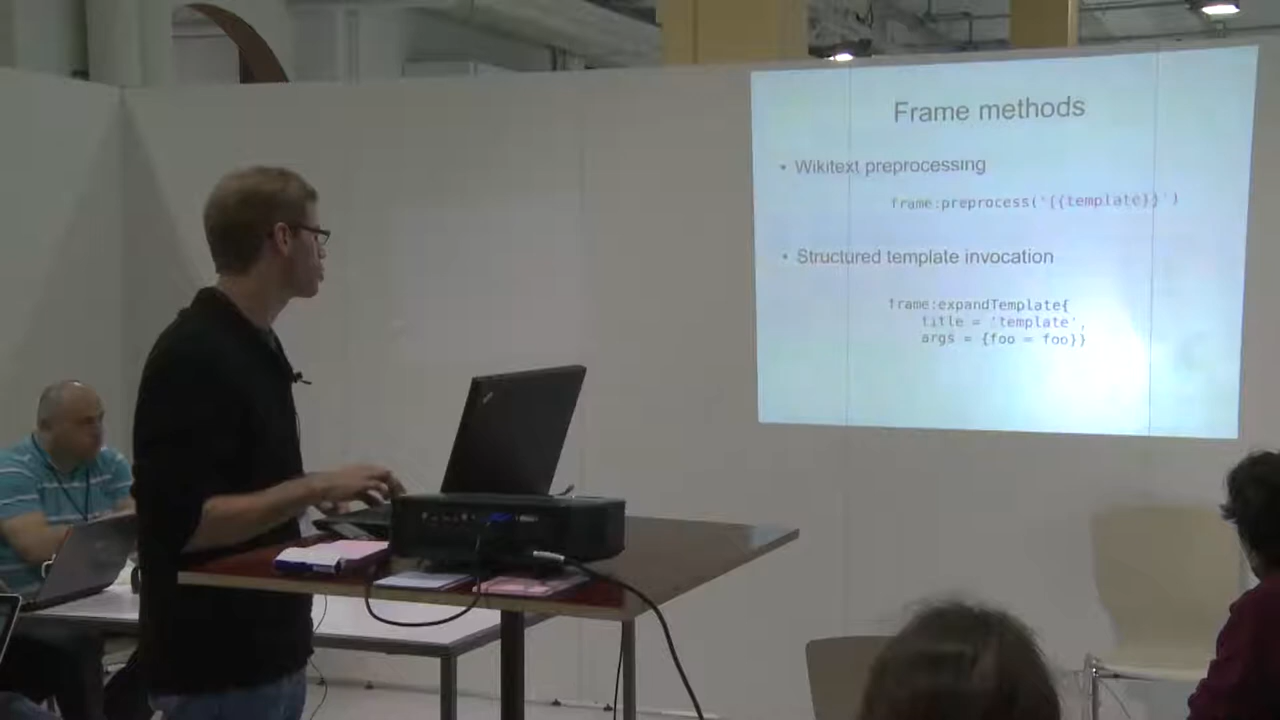 Frame methods
• Wikitext preprocessing
frame:preprocess('{{template}}')
• Structured template invocation
frame:expandTemplate{
title = 'template',
args = {foo = foo}}